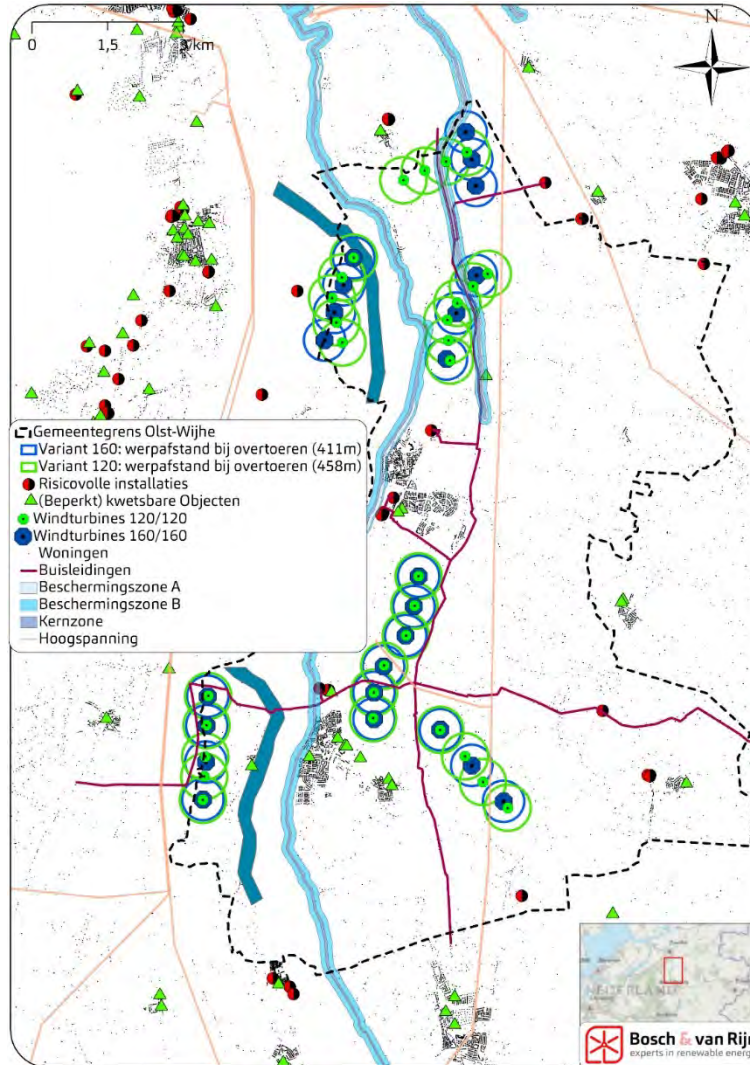 N
0 1,5 3 km
Gemeentegrens Olst-Wijhe
Variant 160: werpafstand bij overtoeren (411m)
Variant 120: werpafstand bij overtoeren (458m)
Risicovolle installaties
(Beperkt) kwetsbare Objecten
Windturbines 120/120
Windturbines 160/160
Woningen
Buisleidingen
Beschermingszone A
Beschermingszone B
Kernzone
Hoogspanning
Bosch & van Rijn
experts in renewable energy